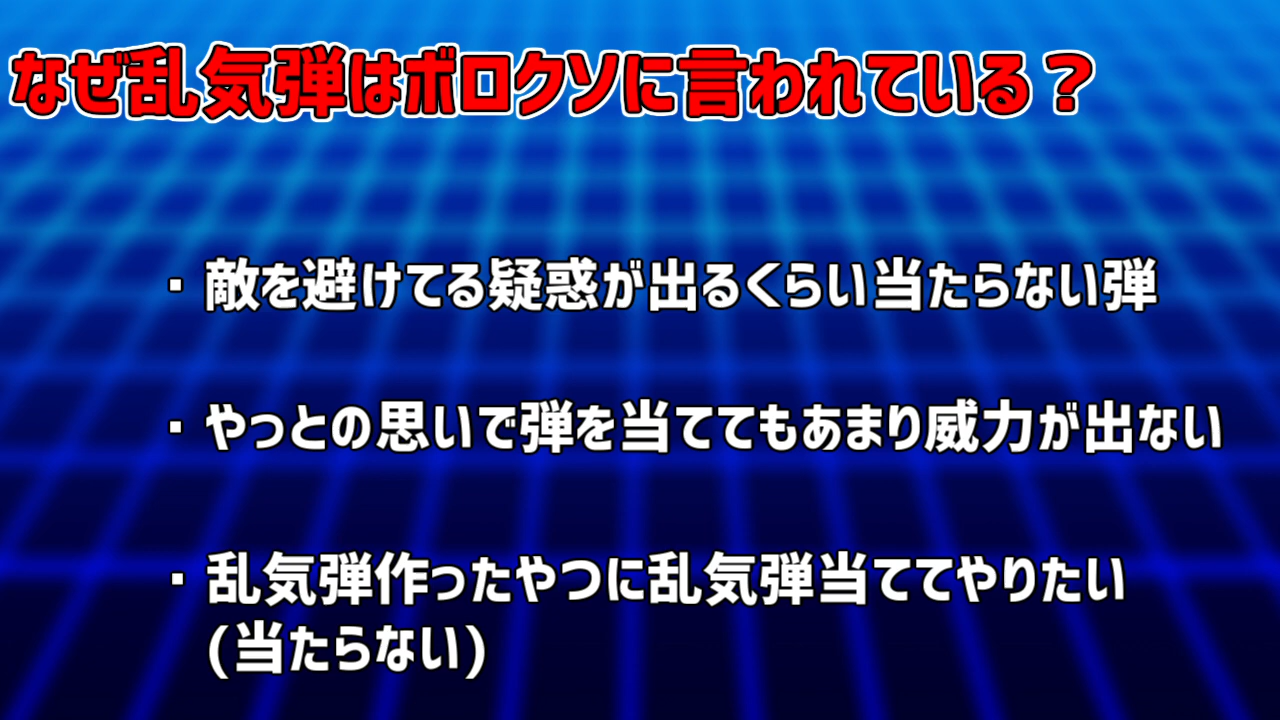 なぜ乱気弾はボロクソに言われている？
・敵を避けてる疑惑が出るくらい当たらない弾
・やっとの思いで弾を当ててもあまり威力が出ない
・乱気弾作ったやつに乱気弾当ててやりたい
(当たらない)